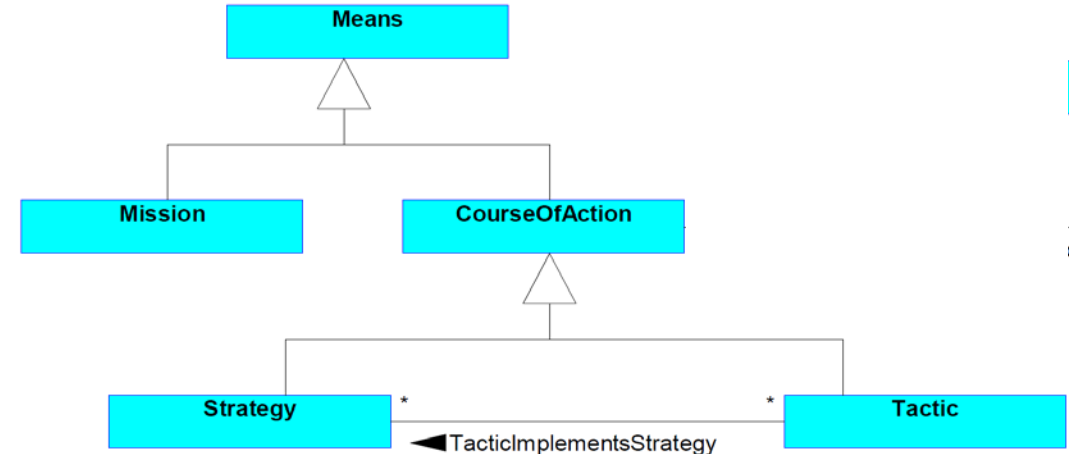 Means
Mission
CourseOfAction
Strategy
*
*
Tactic
TacticImplementsStrategy